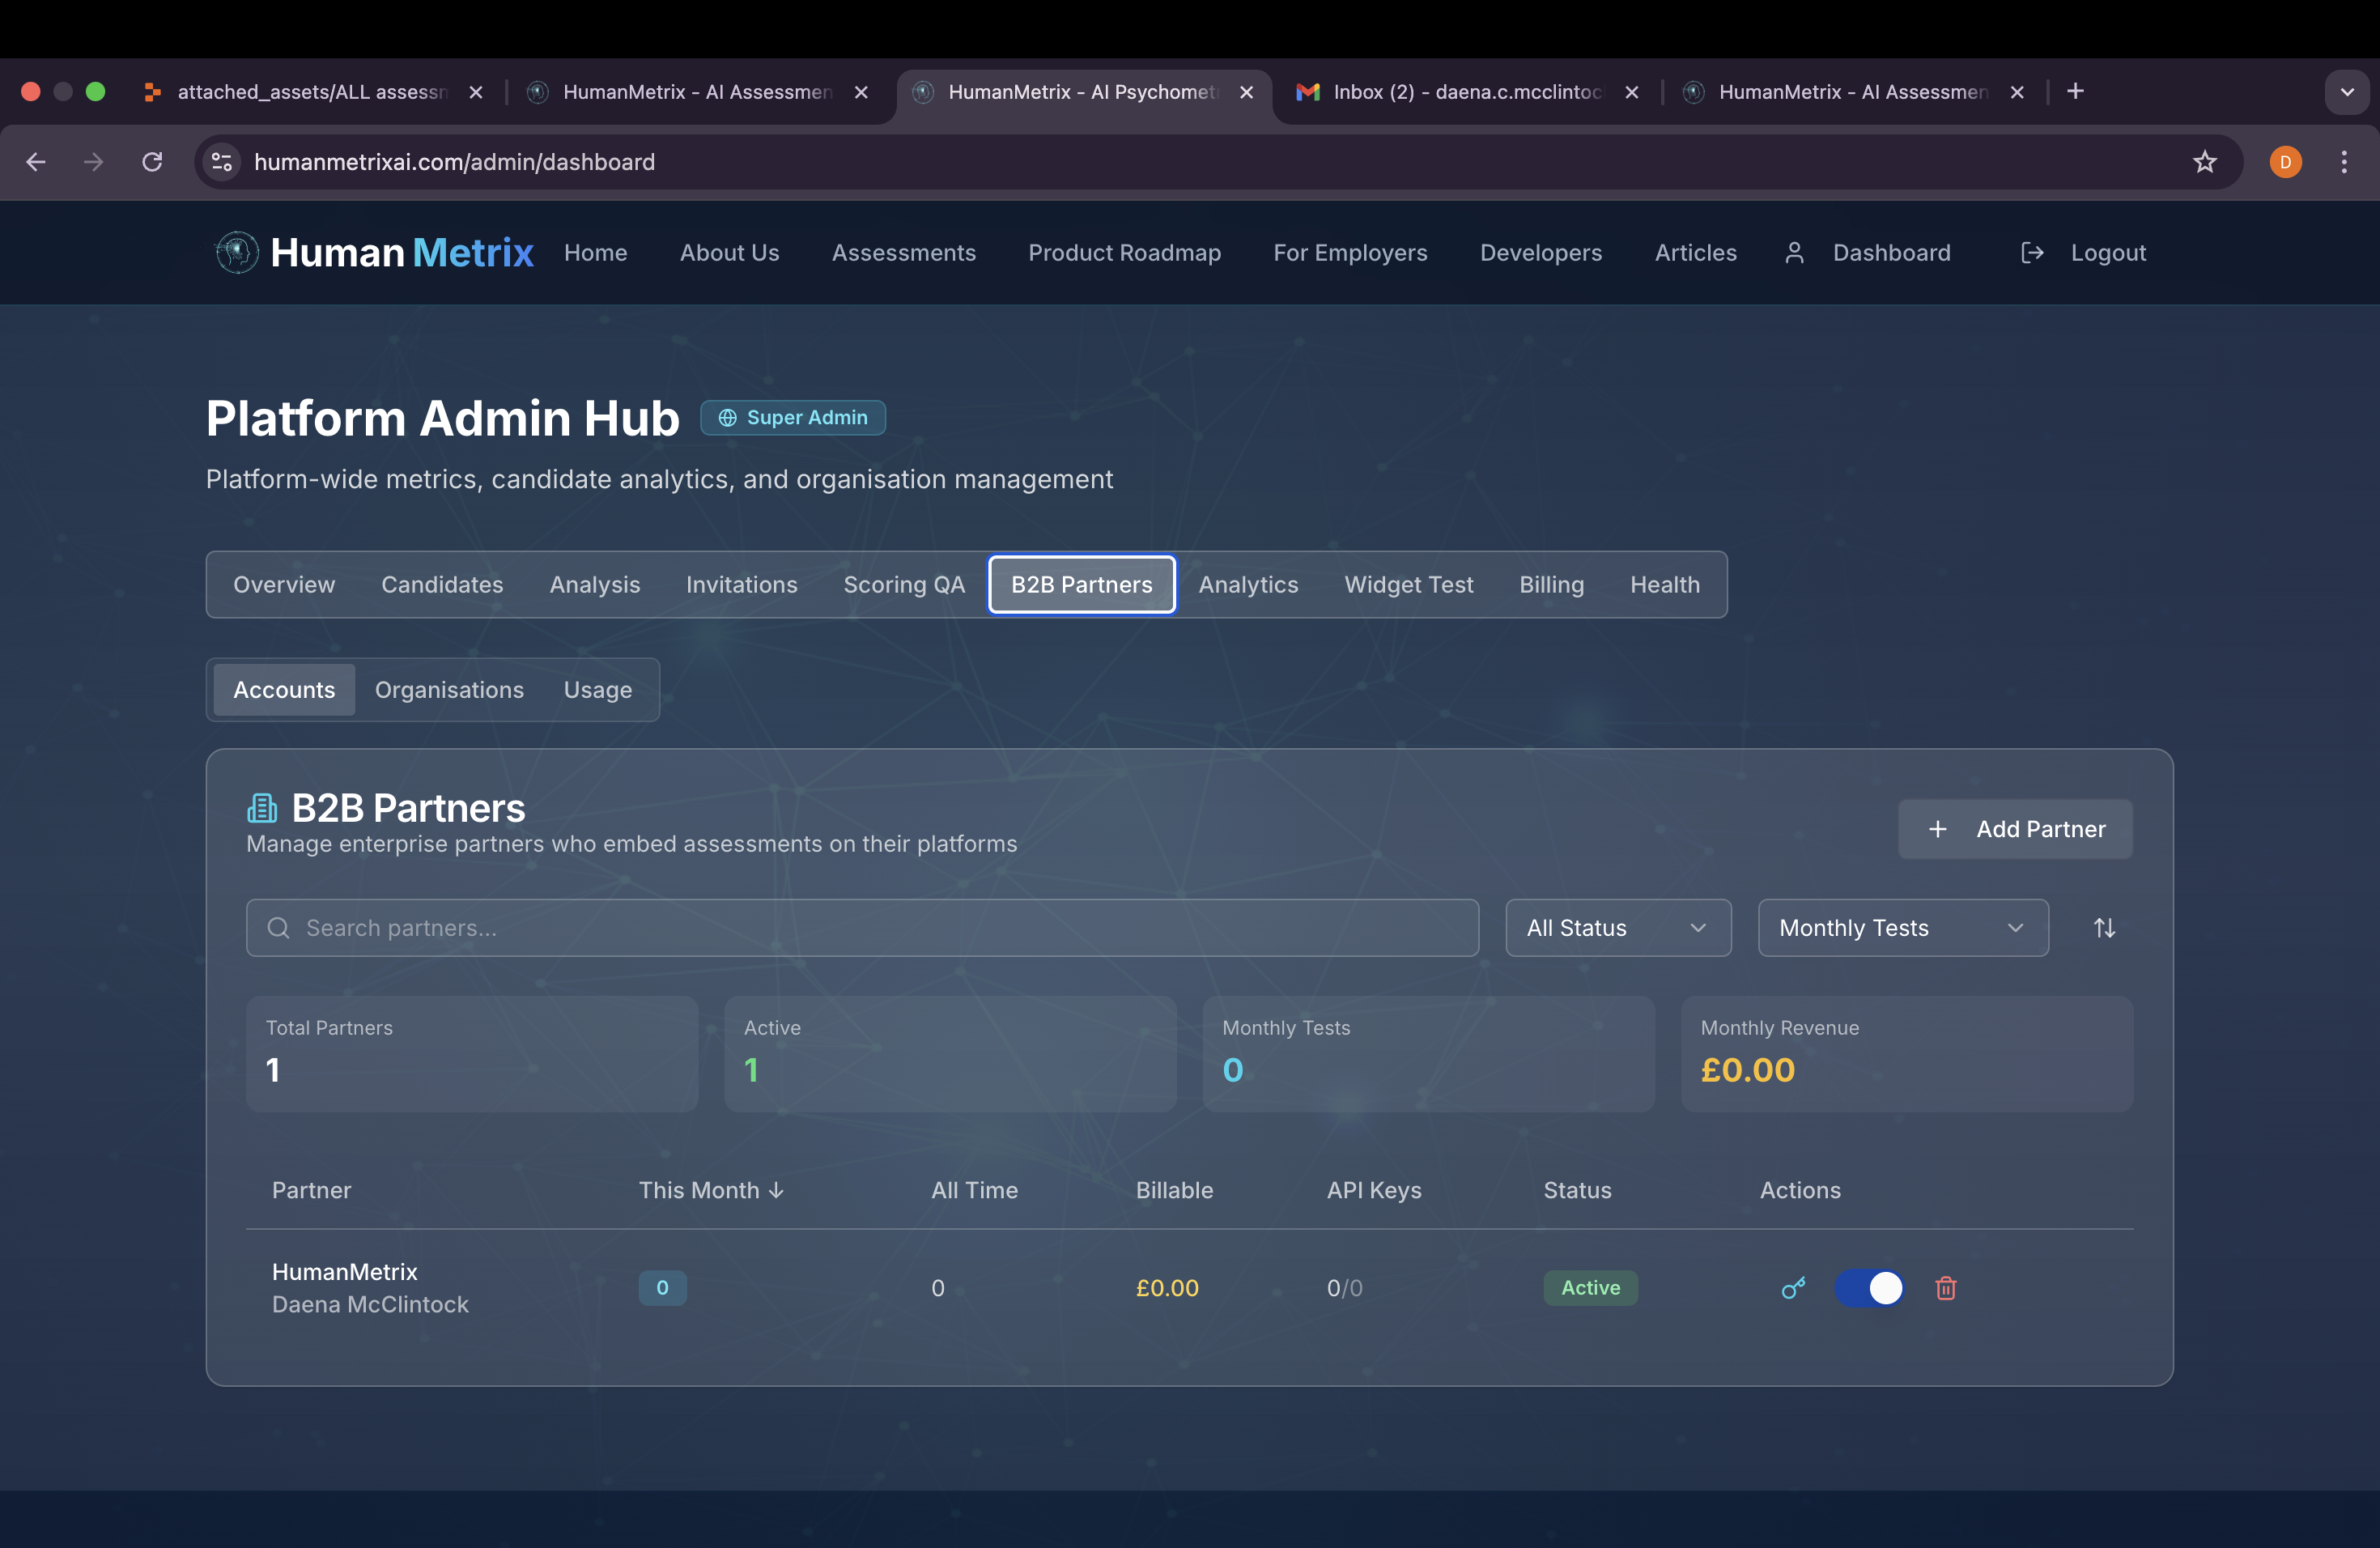 attached_assets/ALL assessm
HumanMetrix - AI Assessmen
HumanMetrix - AI Psychomet
Inbox (2) - daena.c.mcclintoc
HumanMetrix - AI Assessmen
humanmetrixai.com/admin/dashboard
D
HumanMetrix
Home
About Us
Assessments
Product Roadmap
For Employers
Developers
Articles
Dashboard
Logout
Platform Admin Hub
Super Admin
Platform-wide metrics, candidate analytics, and organisation management
Overview
Candidates
Analysis
Invitations
Scoring QA
B2B Partners
Analytics
Widget Test
Billing
Health
Accounts
Organisations
Usage
B2B Partners
Manage enterprise partners who embed assessments on their platforms
Add Partner
Search partners...
All Status
Monthly Tests
Total Partners
1
Active
1
Monthly Tests
0
Monthly Revenue
£0.00
Partner
This Month
All Time
Billable
API Keys
Status
Actions
HumanMetrix
Daena McClintock
0
0
£0.00
0/0
Active